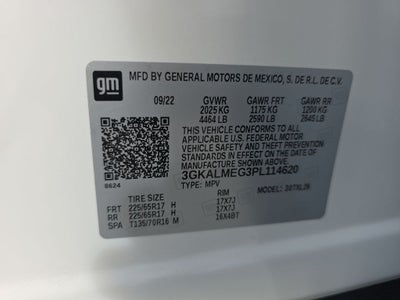 gm
MFD BY GENERAL MOTORS DE MEXICO, S. DE R.L. DE C.V.
09/22 GVWR GAWR FRT GAWR RR
2025 KG 1175 KG 1200 KG
4464 LB 2590 LB 2645 LB
THIS VEHICLE CONFORMS TO ALL
APPLICABLE U.S. FEDERAL MOTOR
VEHICLE SAFETY AND THEFT
PREVENTION STANDARDS IN EFFECT
ON THE DATE OF MANUFACTURE
SHOWN ABOVE.
3GKALMEG3PL114620
8624 TYPE: MPV MODEL:
TIRE SIZE RIM
FRT 225/65R17 H 17X7J
RR 225/65R17 H 17X7J
SPA T135/70R16 M 16X4BT